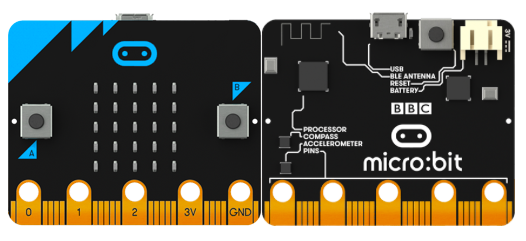 B
A
0 1 2 3V GND
3V
USB
BLE ANTENNA
RESET
BATTERY
BBC
PROCESSOR
COMPASS
ACCELEROMETER
PINS
micro:bit